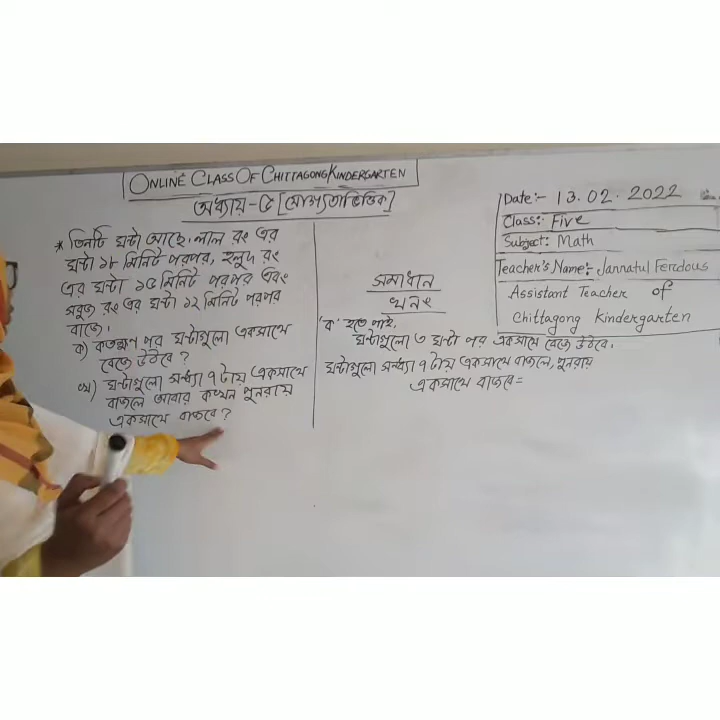 ONLINE CLASS OF CHITTAGONG KINDERGARTEN
অধ্যায়-৫ [যোগ্যতাভিত্তিক]
* তিনটি ঘন্টা আছে। লাল রং এর
ঘন্টা ১৮ মিনিট পরপর, হলুদ রং
এর ঘন্টা ১৫ মিনিট পরপর এবং
সবুজ রং এর ঘন্টা ১২ মিনিট পরপর
বাজে।
ক) কতক্ষণ পর ঘন্টাগুলো একসাথে
বেজে উঠবে ?
খ) ঘন্টাগুলো সন্ধ্যা ৭ টায় একসাথে
বাজলে আবার কখন পুনরায়
একসাথে বাজবে ?
সমাধান
খ নং
'ক' হতে পাই,
ঘন্টাগুলো ৩ ঘন্টা পর একসাথে বেজে উঠবে।
ঘন্টাগুলো সন্ধ্যা ৭ টায় একসাথে বাজলে, পুনরায়
একসাথে বাজবে =
Date:- 13.02.2022
Class:- Five
Subject: Math
Teacher's Name:- Jannatul Ferdous
Assistant Teacher of
Chittagong Kindergarten